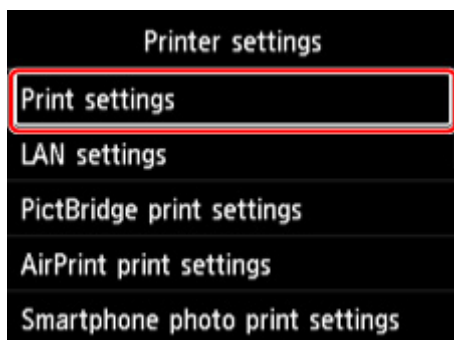 Printer settings
Print settings
LAN settings
PictBridge print settings
AirPrint print settings
Smartphone photo print settings